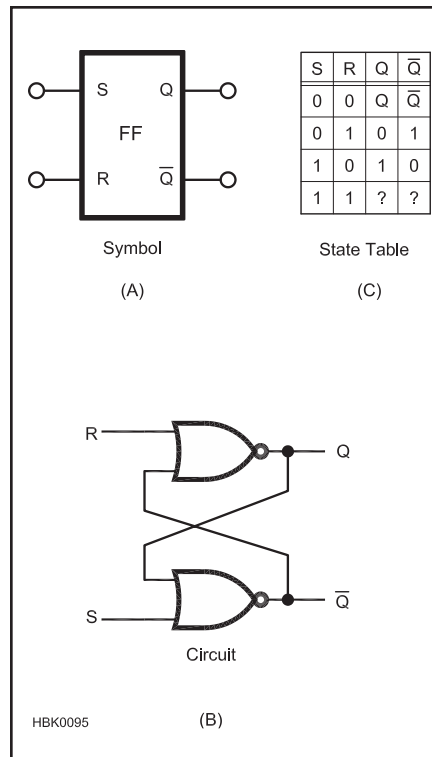 S Q
FF
R Q̅
Symbol
(A)
S R Q Q̅
0 0 Q Q̅
0 1 0 1
1 0 1 0
1 1 ? ?
State Table
(C)
R
Q
S
Q̅
Circuit
HBK0095
(B)